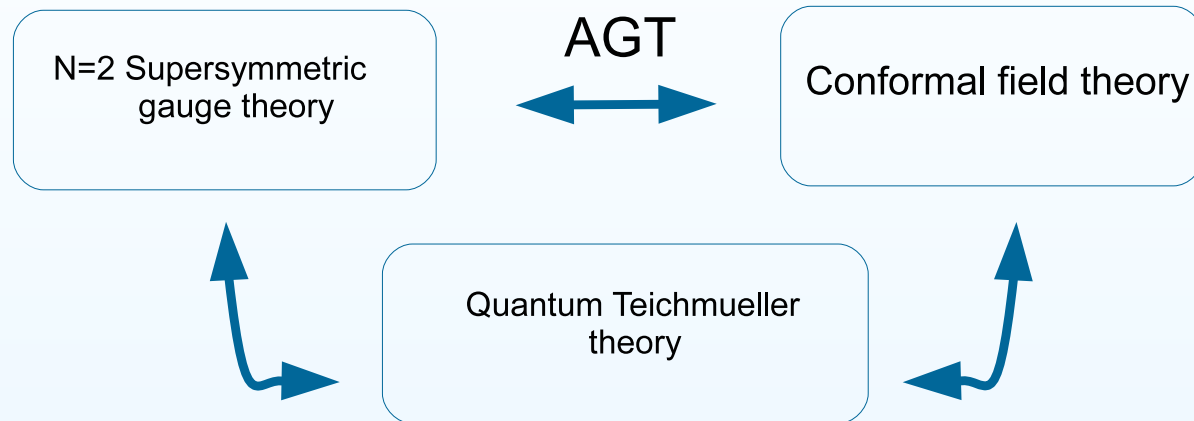 AGT
N=2 Supersymmetric
gauge theory
Conformal field theory
Quantum Teichmueller
theory